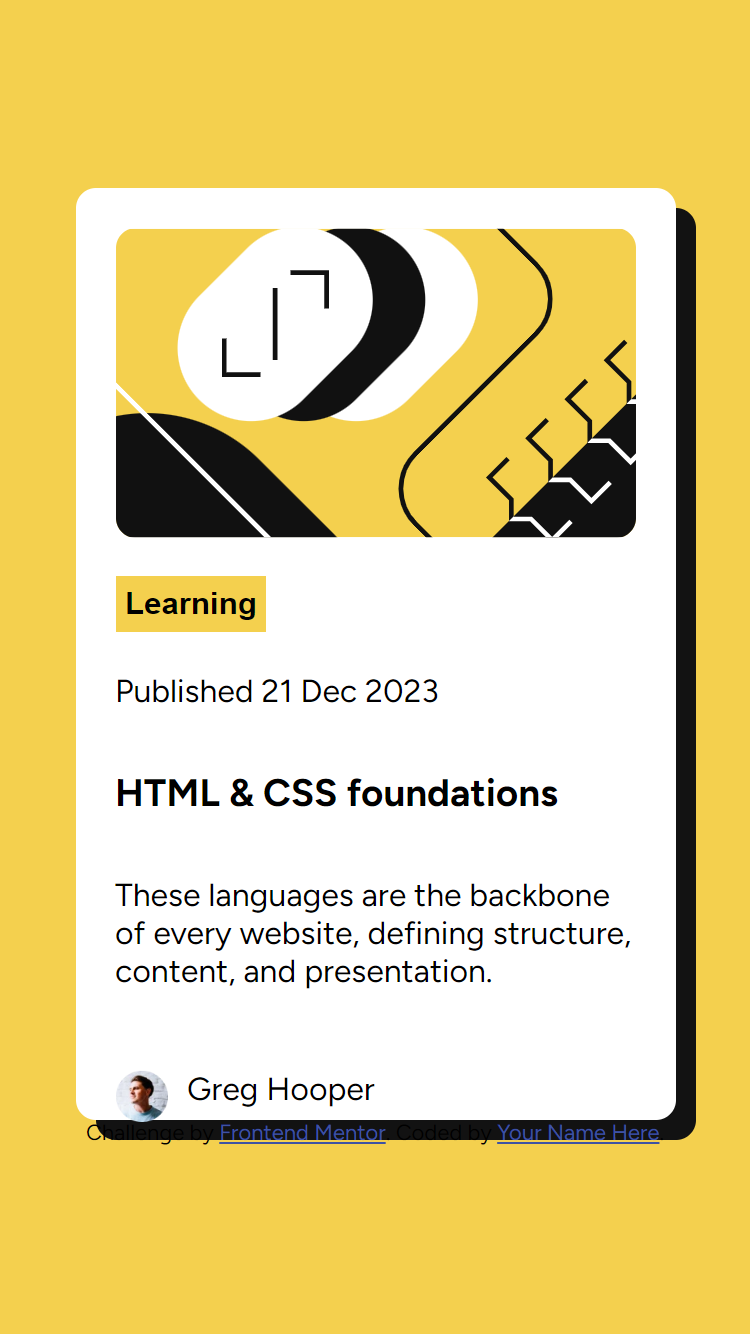 Learning
Published 21 Dec 2023
HTML & CSS foundations
These languages are the backbone
of every website, defining structure,
content, and presentation.
Greg Hooper
Challenge by Frontend Mentor. Coded by Your Name Here.